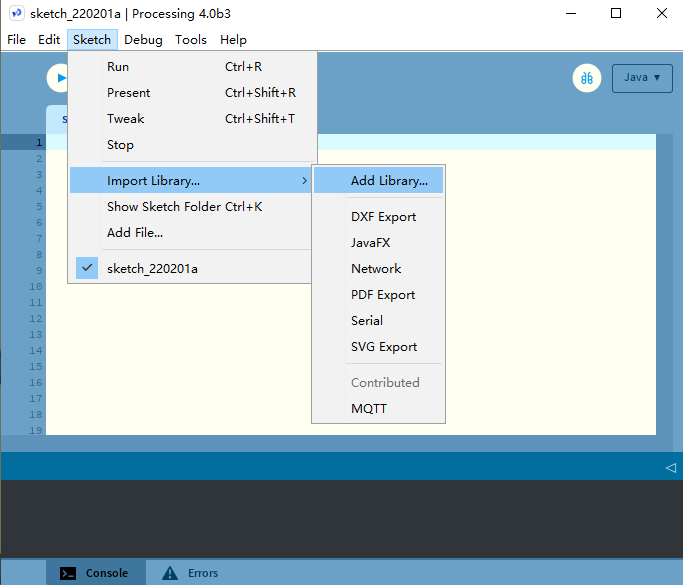 sketch_220201a | Processing 4.0b3
File Edit Sketch Debug Tools Help
Run Ctrl+R
Present Ctrl+Shift+R
Tweak Ctrl+Shift+T
Stop
Import Library...
Show Sketch Folder Ctrl+K
Add File...
sketch_220201a
Java ▾
s
Add Library...
DXF Export
JavaFX
Network
PDF Export
Serial
SVG Export
Contributed
MQTT
1
2
3
4
5
6
7
8
9
10
11
12
13
14
15
16
17
18
19
Console
Errors